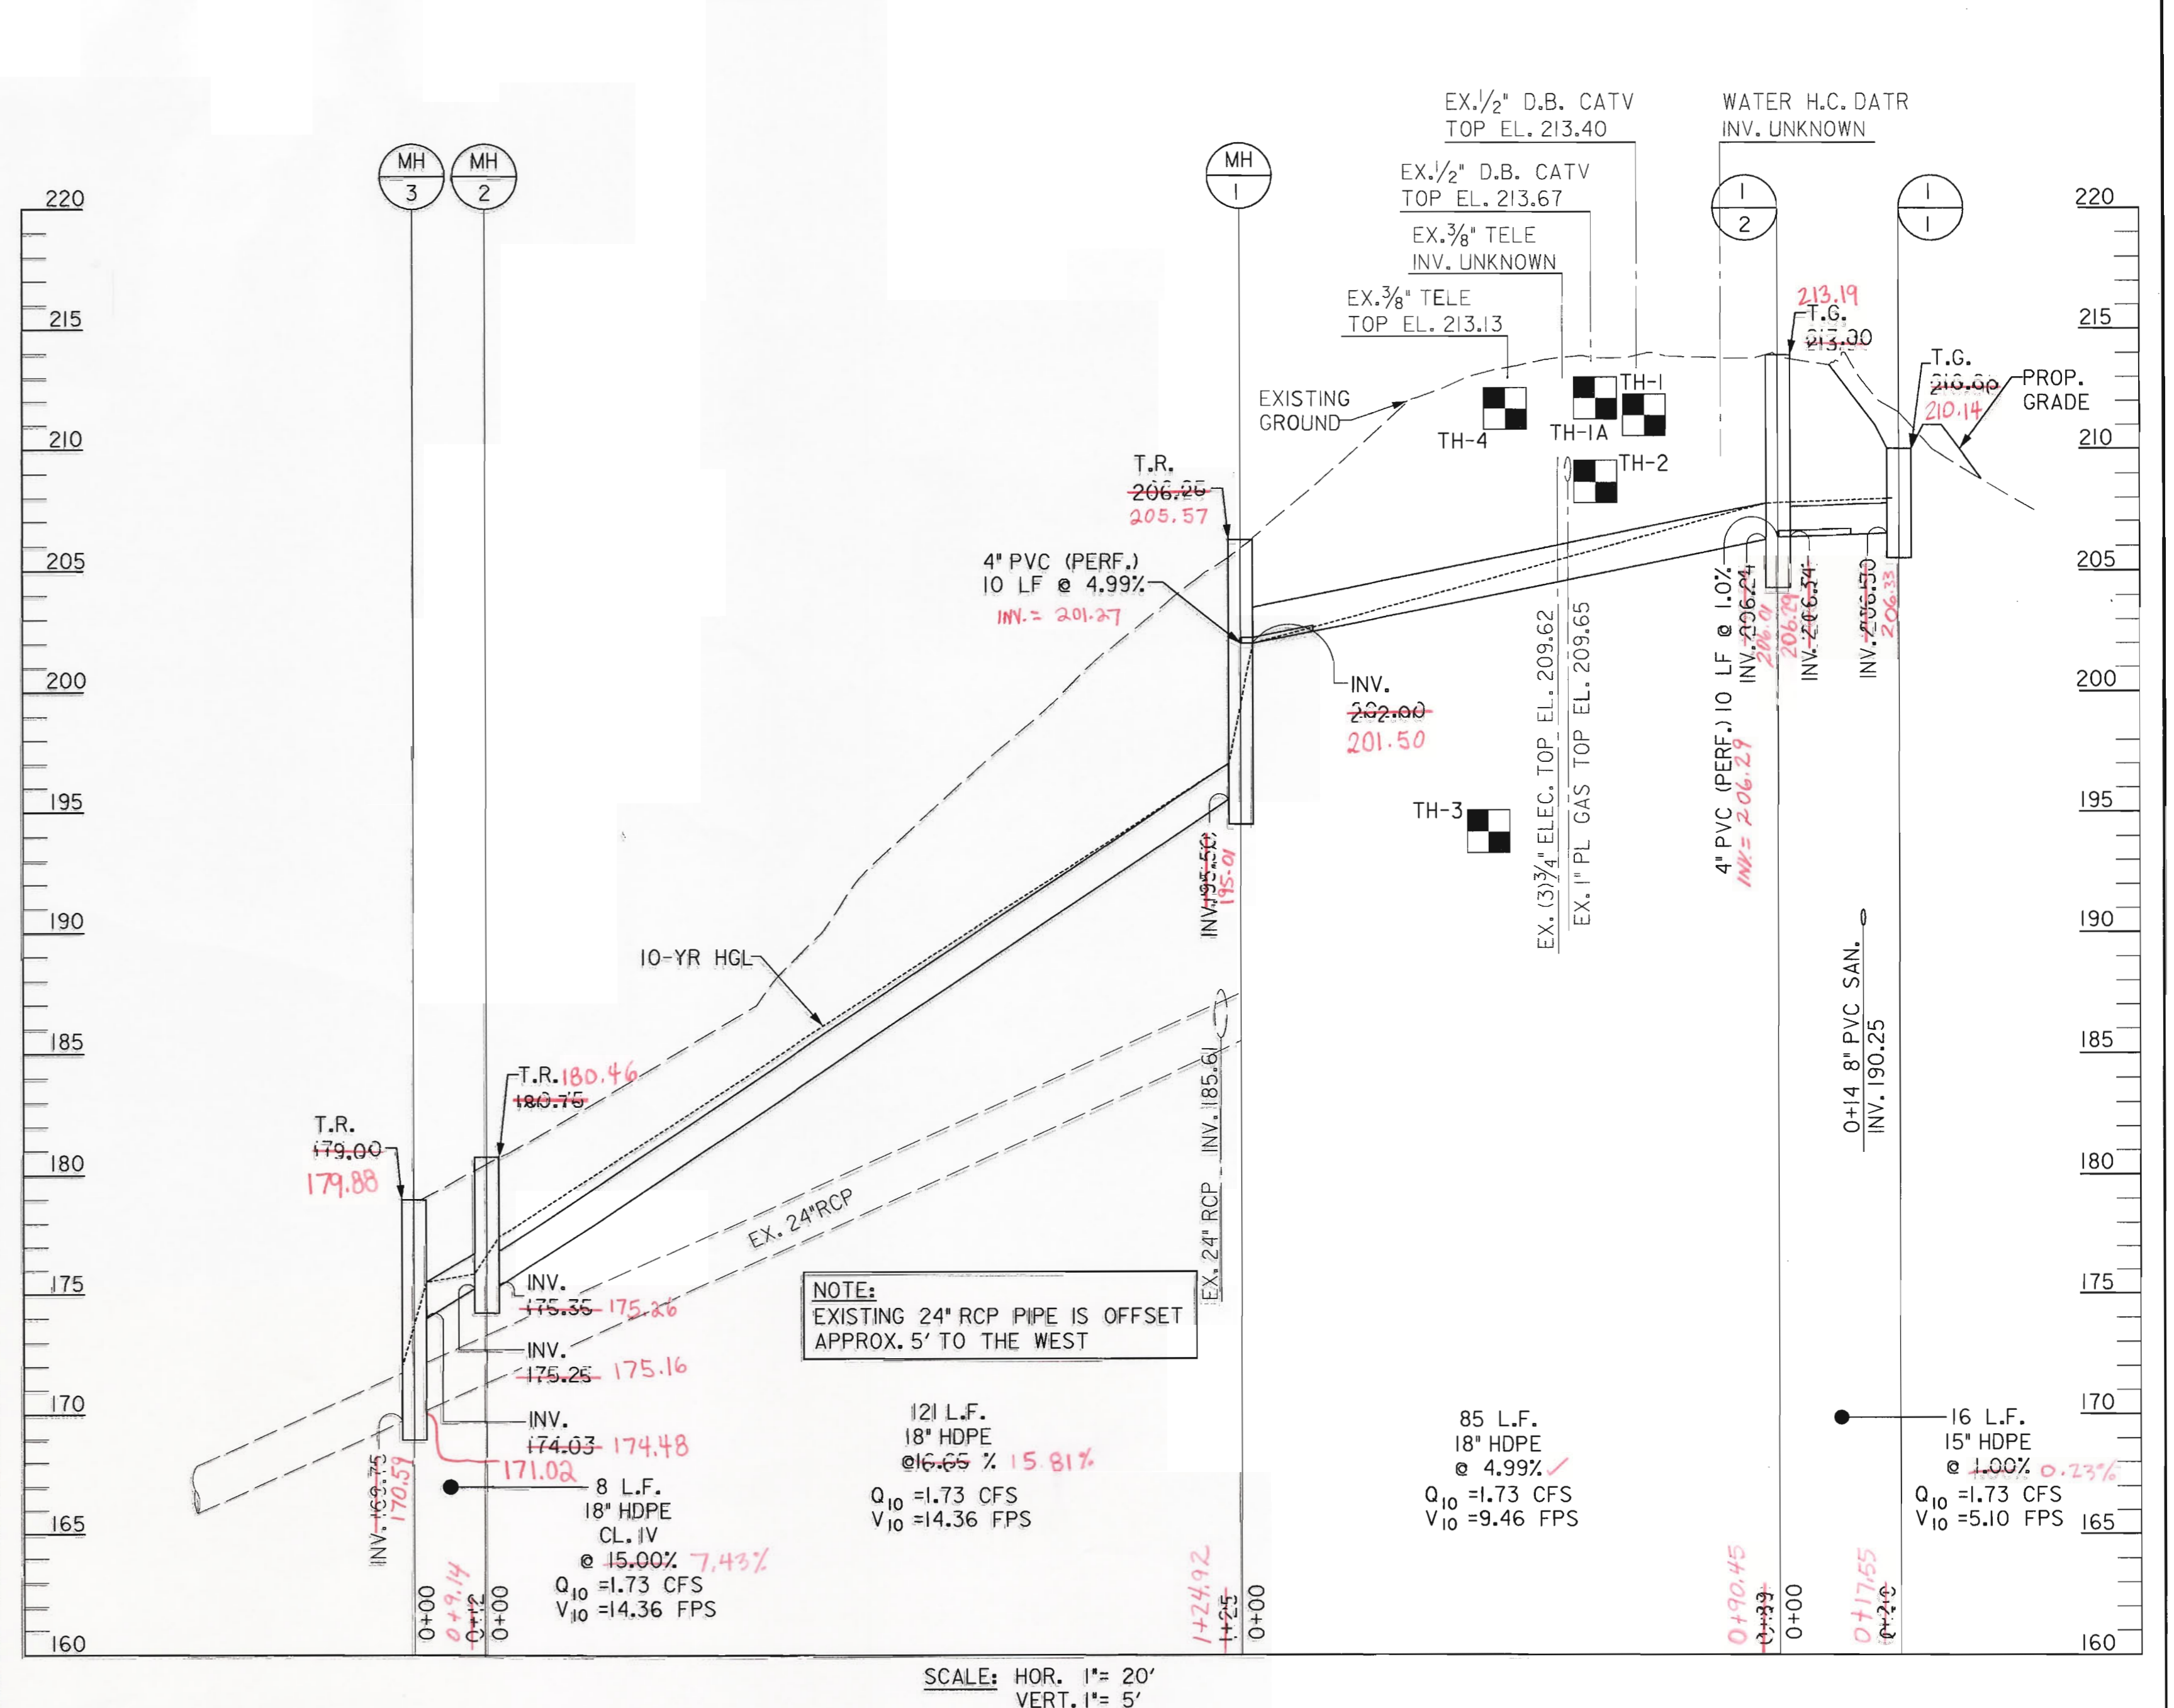 EX. 1/2" D.B. CATV
TOP EL. 213.40
WATER H.C. DATR
INV. UNKNOWN
EX. 1/2" D.B. CATV
TOP EL. 213.67
EX. 3/8" TELE
INV. UNKNOWN
EX. 3/8" TELE
TOP EL. 213.13
MH
3
MH
2
MH
1
1
2
1
1
220
215
210
205
200
195
190
185
180
175
170
165
160
220
215
210
205
200
195
190
185
180
175
170
165
160
213.19
T.G.
213.00
T.G.
210.00
210.14
PROP.
GRADE
EXISTING
GROUND
TH-4
TH-1A
TH-1
TH-2
TH-3
T.R.
206.25
205.57
4" PVC (PERF.)
10 LF @ 4.99%
INV. = 201.27
INV.
202.00
201.50
EX. (3) 3/4" ELEC. TOP EL. 209.62
EX. 1" PL GAS TOP EL. 209.65
4" PVC (PERF.) 10 LF @ 1.0%
INV. = 206.29
INV. 206.24
206.01
206.29
INV. 206.34
INV. 206.50
206.33
INV. 195.50
195.01
10-YR HGL
T.R. 180.46
180.75
T.R.
179.00
179.88
EX. 24" RCP
EX. 24" RCP INV. 185.61
0+14 8" PVC SAN.
INV. 190.25
INV.
175.35 175.26
INV.
175.25 175.16
INV.
174.03 174.48
171.02
INV. 169.75
170.59
NOTE:
EXISTING 24" RCP PIPE IS OFFSET
APPROX. 5' TO THE WEST
8 L.F.
18" HDPE
CL. IV
@ 15.00% 7.43%
Q10 =1.73 CFS
V10 =14.36 FPS
121 L.F.
18" HDPE
@16.65 % 15.81%
Q10 =1.73 CFS
V10 =14.36 FPS
85 L.F.
18" HDPE
@ 4.99% ✓
Q10 =1.73 CFS
V10 =9.46 FPS
16 L.F.
15" HDPE
@ 1.00% 0.23%
Q10 =1.73 CFS
V10 =5.10 FPS
0+00
0+9.14
0+12
0+00
1+24.92
1+25
0+00
0+90.45
0+00
0+17.55
0+20
SCALE: HOR. 1"= 20'
VERT. 1"= 5'